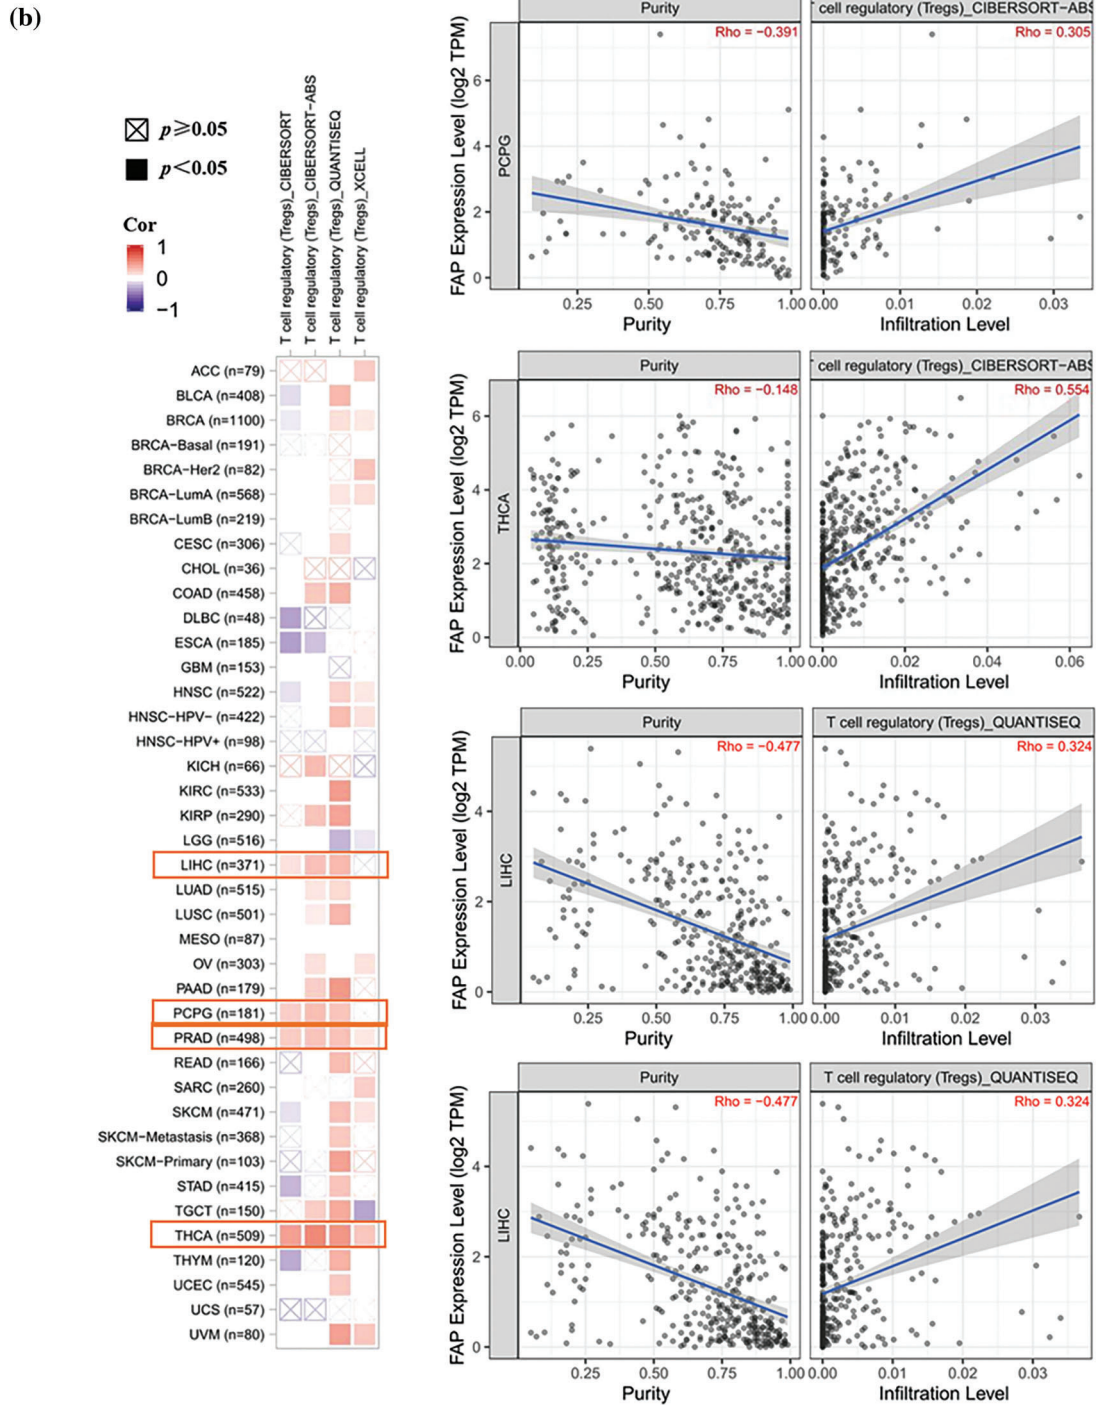 (b)
p⩾0.05
p<0.05
Cor
1
0
−1
T cell regulatory (Tregs)_CIBERSORT
T cell regulatory (Tregs)_CIBERSORT−ABS
T cell regulatory (Tregs)_QUANTISEQ
T cell regulatory (Tregs)_XCELL
ACC (n=79)
BLCA (n=408)
BRCA (n=1100)
BRCA−Basal (n=191)
BRCA−Her2 (n=82)
BRCA−LumA (n=568)
BRCA−LumB (n=219)
CESC (n=306)
CHOL (n=36)
COAD (n=458)
DLBC (n=48)
ESCA (n=185)
GBM (n=153)
HNSC (n=522)
HNSC−HPV− (n=422)
HNSC−HPV+ (n=98)
KICH (n=66)
KIRC (n=533)
KIRP (n=290)
LGG (n=516)
LIHC (n=371)
LUAD (n=515)
LUSC (n=501)
MESO (n=87)
OV (n=303)
PAAD (n=179)
PCPG (n=181)
PRAD (n=498)
READ (n=166)
SARC (n=260)
SKCM (n=471)
SKCM−Metastasis (n=368)
SKCM−Primary (n=103)
STAD (n=415)
TGCT (n=150)
THCA (n=509)
THYM (n=120)
UCEC (n=545)
UCS (n=57)
UVM (n=80)
Purity
T cell regulatory (Tregs)_CIBERSORT−ABS
Rho = −0.391
Rho = 0.305
FAP Expression Level (log2 TPM)
PCPG
6
4
2
0
0.25 0.50 0.75 1.00
0.00 0.01 0.02 0.03
Purity
Infiltration Level
Purity
T cell regulatory (Tregs)_CIBERSORT−ABS
Rho = −0.148
Rho = 0.554
FAP Expression Level (log2 TPM)
THCA
6
4
2
0
0.00 0.25 0.50 0.75 1.00
0.00 0.02 0.04 0.06
Purity
Infiltration Level
Purity
T cell regulatory (Tregs)_QUANTISEQ
Rho = −0.477
Rho = 0.324
FAP Expression Level (log2 TPM)
LIHC
4
2
0
0.25 0.50 0.75 1.00
0.00 0.01 0.02 0.03
Purity
Infiltration Level
Purity
T cell regulatory (Tregs)_QUANTISEQ
Rho = −0.477
Rho = 0.324
FAP Expression Level (log2 TPM)
LIHC
4
2
0
0.25 0.50 0.75 1.00
0.00 0.01 0.02 0.03
Purity
Infiltration Level